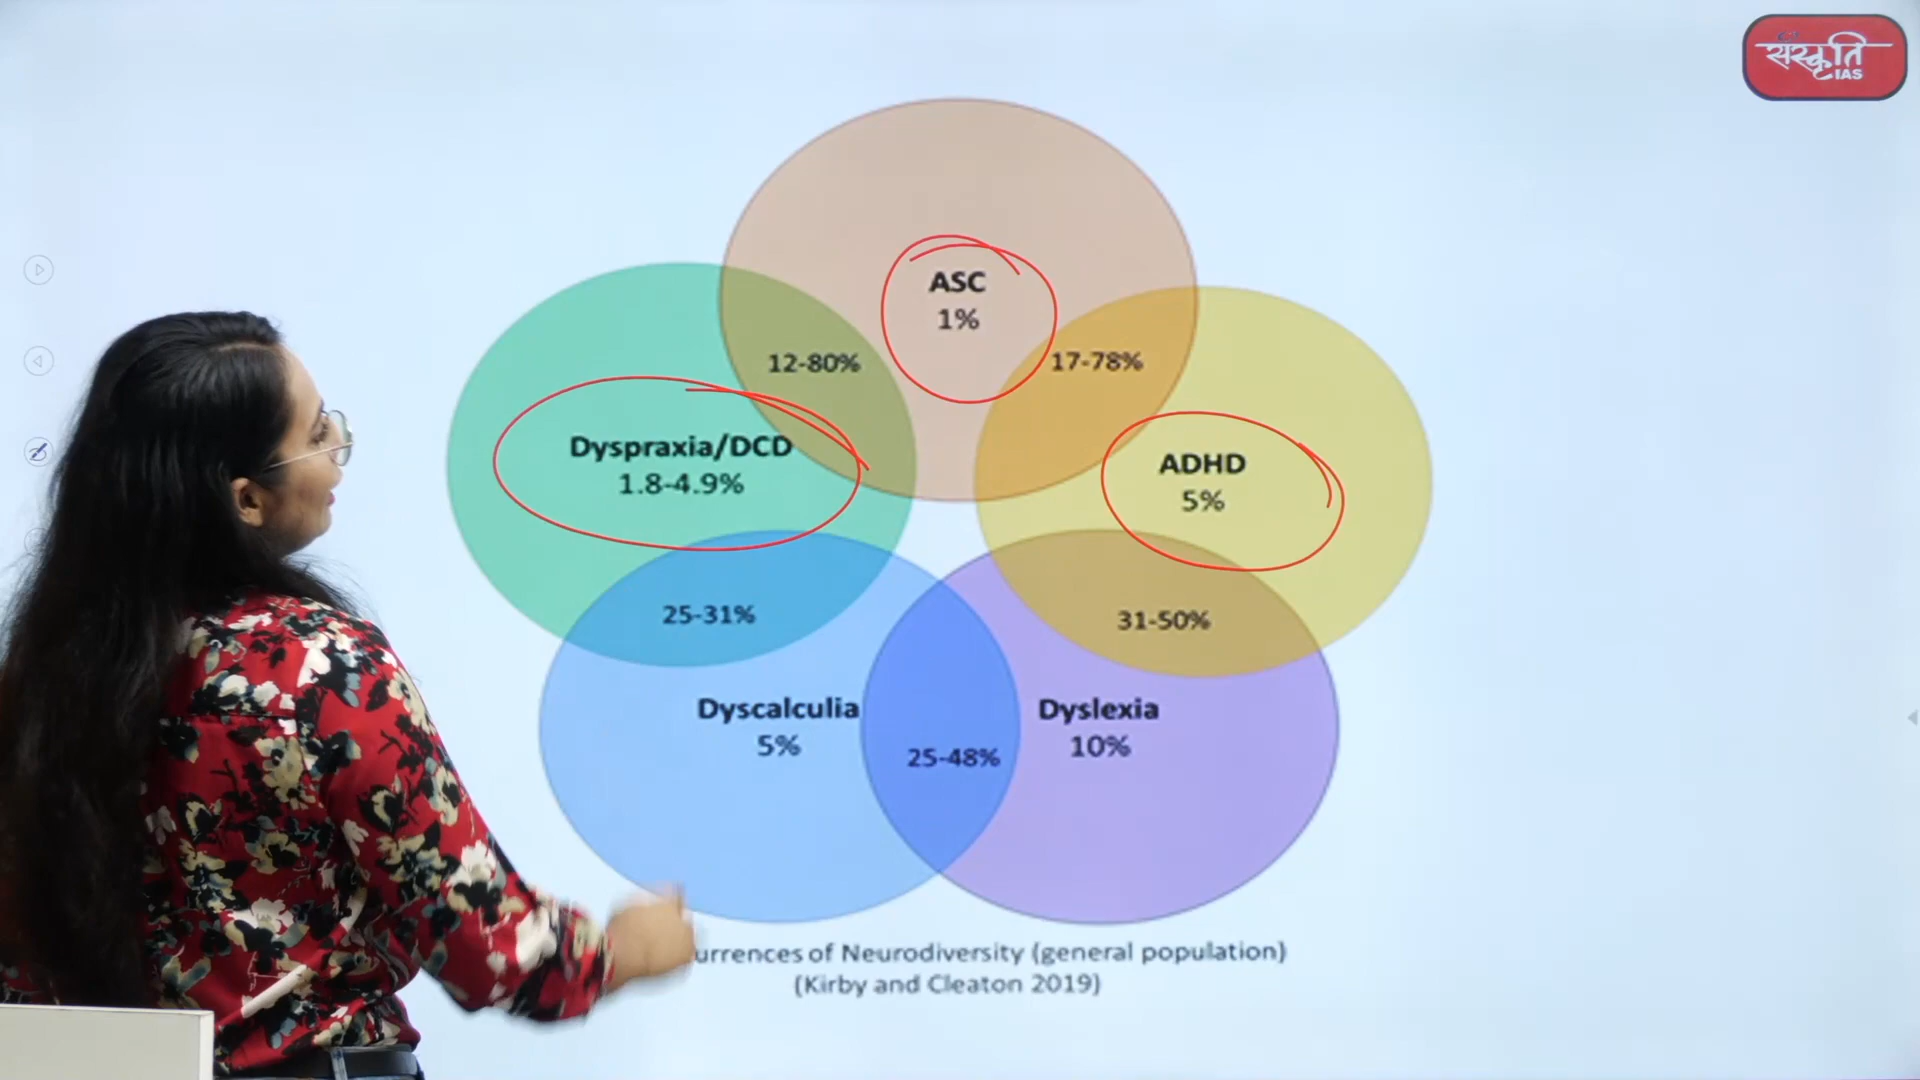 संस्कृति
IAS
ASC
1%
12-80%
17-78%
Dyspraxia/DCD
1.8-4.9%
ADHD
5%
25-31%
31-50%
Dyscalculia
5%
25-48%
Dyslexia
10%
of Neurodiversity (general population)
(Kirby and Cleaton 2019)